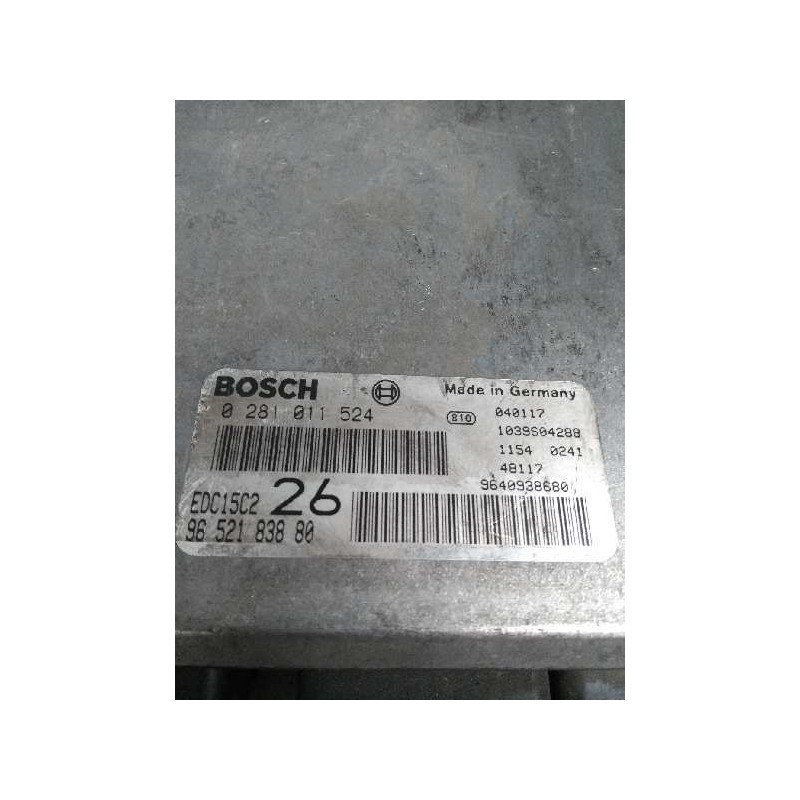 BOSCH
Made in Germany
0 281 011 524
810
040117
1039S04288
1154 0241
48117
9640938680
EDC15C2 26
96 521 838 80